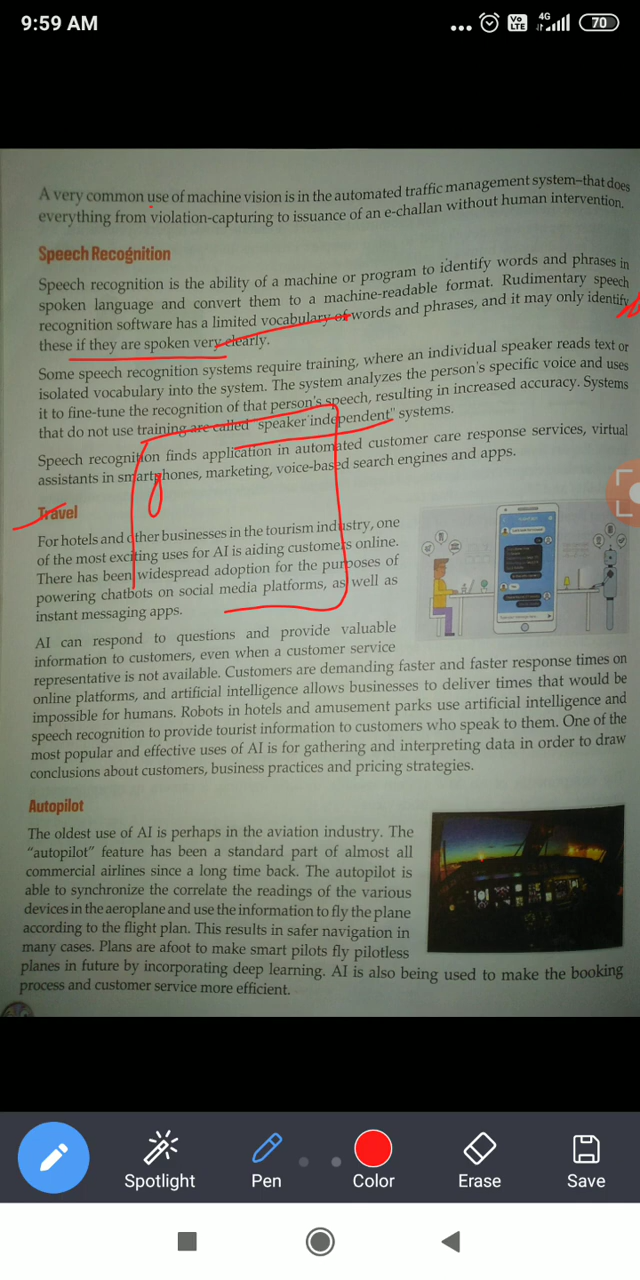 9:59 AM
Vo
LTE
4G
70
A very common use of machine vision is in the automated traffic management system–that does
everything from violation-capturing to issuance of an e-challan without human intervention.
Speech Recognition
Speech recognition is the ability of a machine or program to identify words and phrases in
spoken language and convert them to a machine-readable format. Rudimentary speech
recognition software has a limited vocabulary of words and phrases, and it may only identify
these if they are spoken very clearly.
Some speech recognition systems require training, where an individual speaker reads text or
isolated vocabulary into the system. The system analyzes the person's specific voice and uses
it to fine-tune the recognition of that person's speech, resulting in increased accuracy. Systems
that do not use training are called "speaker independent" systems.
Speech recognition finds application in automated customer care response services, virtual
assistants in smartphones, marketing, voice-based search engines and apps.
Travel
For hotels and other businesses in the tourism industry, one
of the most exciting uses for AI is aiding customers online.
There has been widespread adoption for the purposes of
powering chatbots on social media platforms, as well as
instant messaging apps.
AI can respond to questions and provide valuable
information to customers, even when a customer service
representative is not available. Customers are demanding faster and faster response times on
online platforms, and artificial intelligence allows businesses to deliver times that would be
impossible for humans. Robots in hotels and amusement parks use artificial intelligence and
speech recognition to provide tourist information to customers who speak to them. One of the
most popular and effective uses of AI is for gathering and interpreting data in order to draw
conclusions about customers, business practices and pricing strategies.
Autopilot
The oldest use of AI is perhaps in the aviation industry. The
"autopilot" feature has been a standard part of almost all
commercial airlines since a long time back. The autopilot is
able to synchronize the correlate the readings of the various
devices in the aeroplane and use the information to fly the plane
according to the flight plan. This results in safer navigation in
many cases. Plans are afoot to make smart pilots fly pilotless
planes in future by incorporating deep learning. AI is also being used to make the booking
process and customer service more efficient.
Spotlight
Pen
Color
Erase
Save